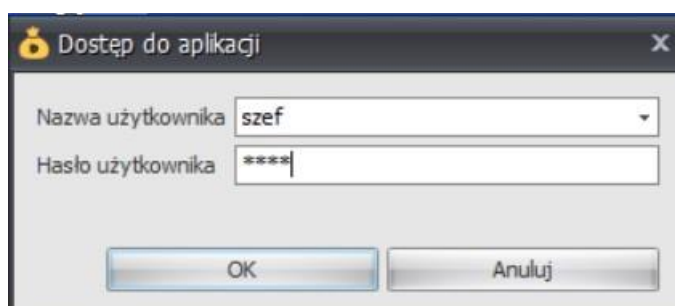 Dostęp do aplikacji
Nazwa użytkownika szef
Hasło użytkownika ****
OK Anuluj